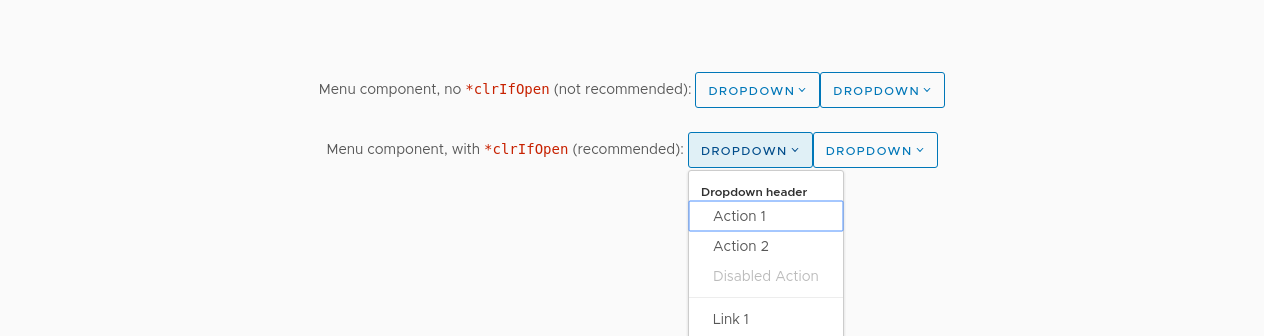 Menu component, no *clrIfOpen (not recommended): DROPDOWN DROPDOWN
Menu component, with *clrIfOpen (recommended): DROPDOWN DROPDOWN
Dropdown header
Action 1
Action 2
Disabled Action
Link 1